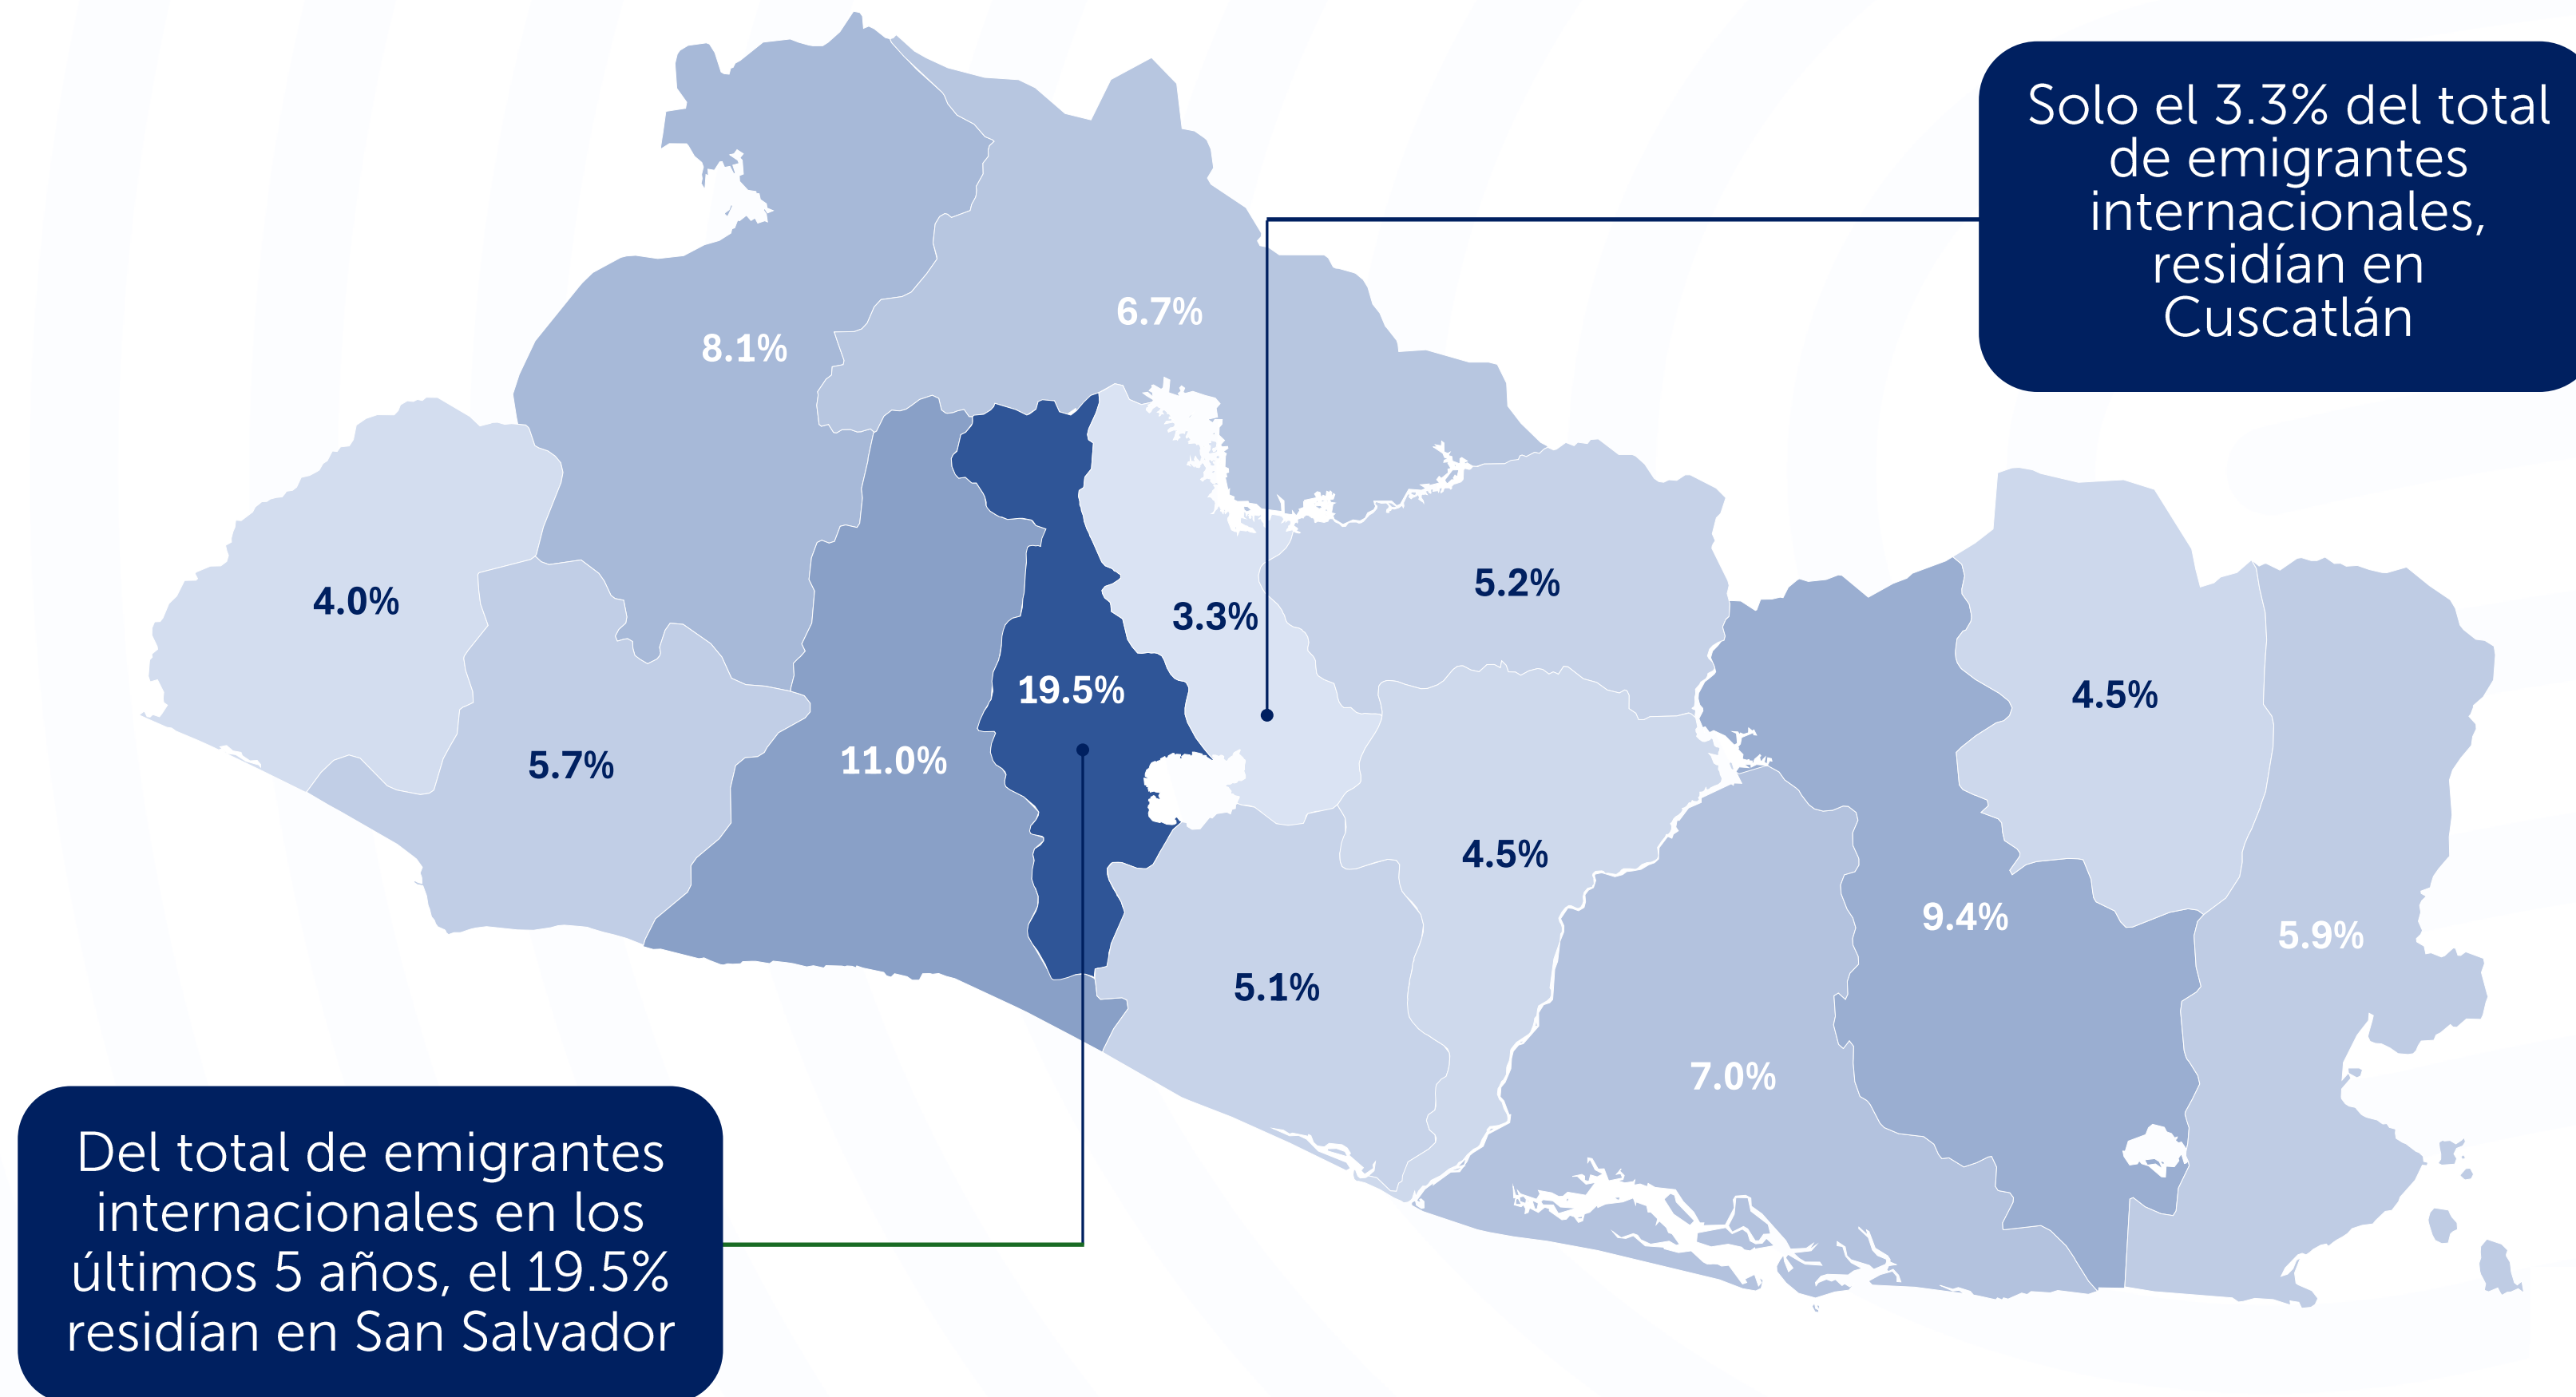 Solo el 3.3% del total
de emigrantes
internacionales,
residían en
Cuscatlán
6.7%
8.1%
4.0%
5.2%
3.3%
19.5%
4.5%
5.7%
11.0%
4.5%
9.4%
5.9%
5.1%
7.0%
Del total de emigrantes
internacionales en los
últimos 5 años, el 19.5%
residían en San Salvador